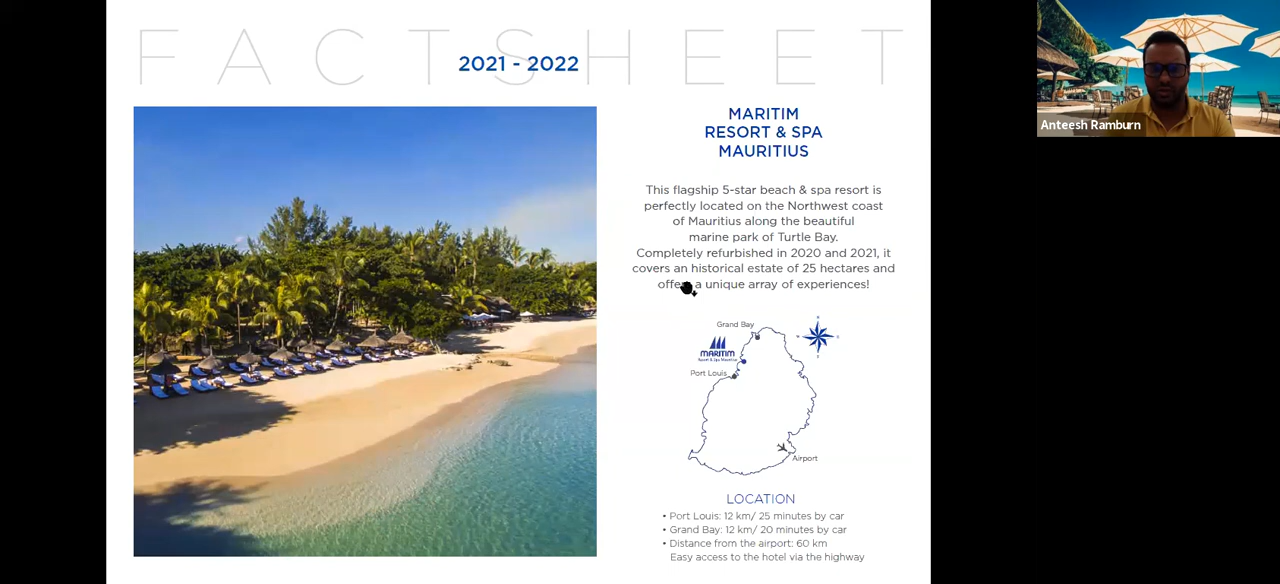 FACTSHEET
2021 - 2022
MARITIM
RESORT & SPA
MAURITIUS
This flagship 5-star beach & spa resort is
perfectly located on the Northwest coast
of Mauritius along the beautiful
marine park of Turtle Bay.
Completely refurbished in 2020 and 2021, it
covers an historical estate of 25 hectares and
offers a unique array of experiences!
Grand Bay
MARITIM
Resort & Spa Mauritius
Port Louis
Airport
LOCATION
• Port Louis: 12 km/ 25 minutes by car
• Grand Bay: 12 km/ 20 minutes by car
• Distance from the airport: 60 km
Easy access to the hotel via the highway
Anteesh Ramburn